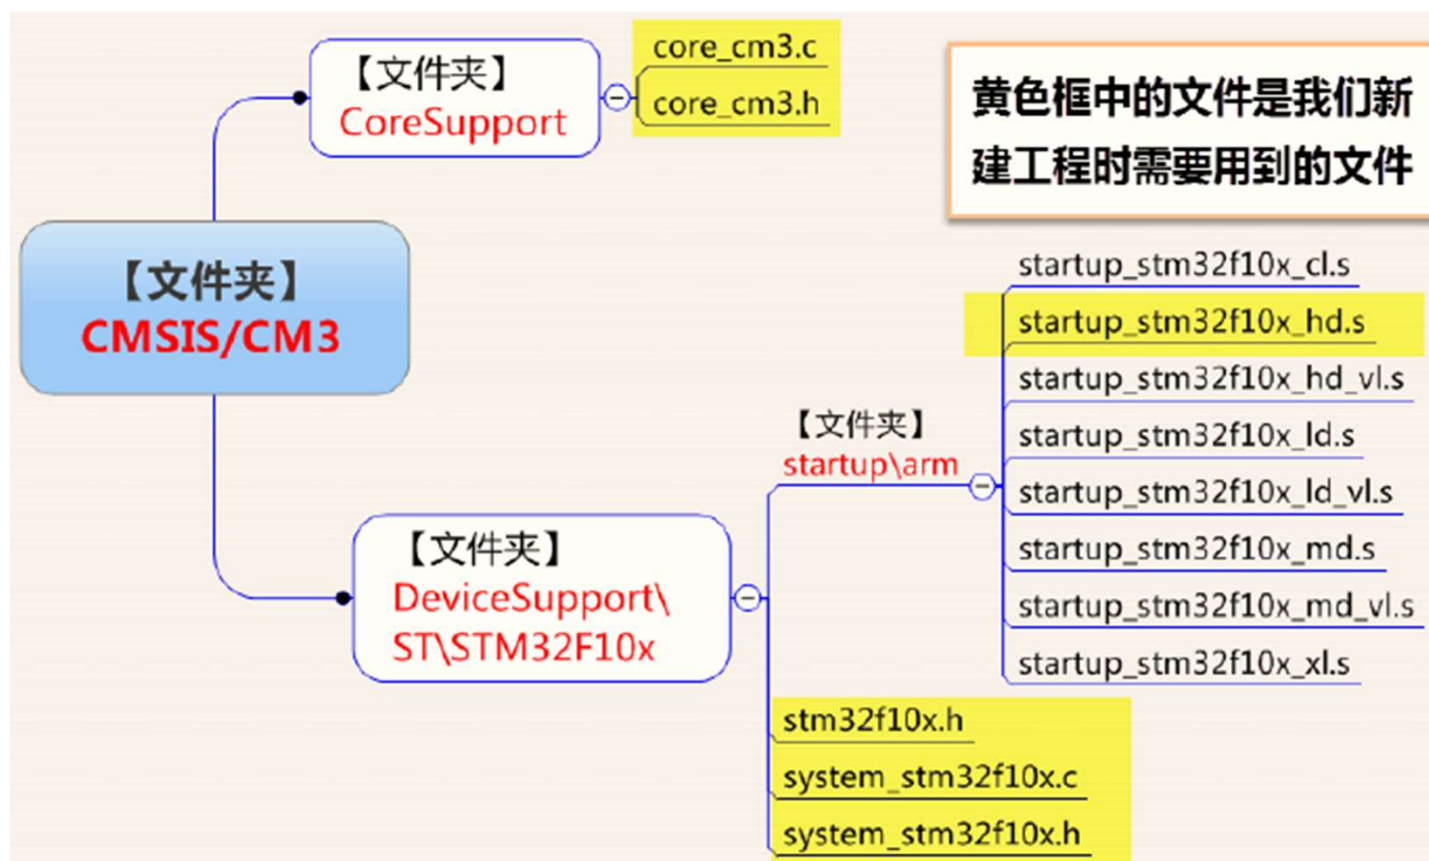 【文件夹】
CoreSupport
core_cm3.c
core_cm3.h
黄色框中的文件是我们新
建工程时需要用到的文件
【文件夹】
CMSIS/CM3
【文件夹】
DeviceSupport\
ST\STM32F10x
【文件夹】
startup\arm
startup_stm32f10x_cl.s
startup_stm32f10x_hd.s
startup_stm32f10x_hd_vl.s
startup_stm32f10x_ld.s
startup_stm32f10x_ld_vl.s
startup_stm32f10x_md.s
startup_stm32f10x_md_vl.s
startup_stm32f10x_xl.s
stm32f10x.h
system_stm32f10x.c
system_stm32f10x.h